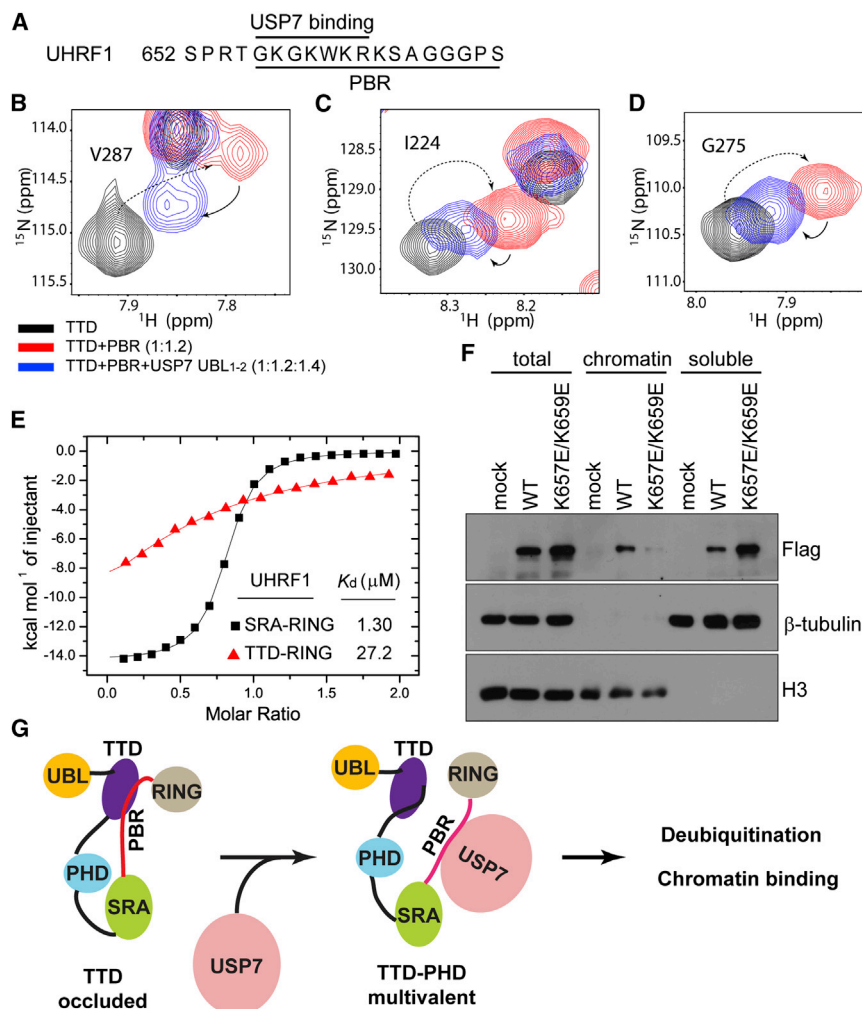 A
USP7 binding
UHRF1 652 SPRTGKGKWKRKSAGGGPS
PBR
B
V287
114.0
114.5
115.0
115.5
15N (ppm)
7.9 7.8
1H (ppm)
C
I224
128.5
129.0
129.5
130.0
15N (ppm)
8.3 8.2
1H (ppm)
D
G275
109.5
110.0
110.5
111.0
15N (ppm)
8.0 7.9
1H (ppm)
TTD
TTD+PBR (1:1.2)
TTD+PBR+USP7 UBL1-2 (1:1.2:1.4)
E
0.0
-2.0
-4.0
-6.0
-8.0
-10.0
-12.0
-14.0
kcal mol 1 of injectant
UHRF1 Kd (μM)
SRA-RING 1.30
TTD-RING 27.2
0.0 0.5 1.0 1.5 2.0
Molar Ratio
F
total chromatin soluble
mock
WT
K657E/K659E
mock
WT
K657E/K659E
mock
WT
K657E/K659E
Flag
β-tubulin
H3
G
UBL
TTD
RING
PBR
PHD
SRA
TTD
occluded
USP7
UBL
TTD
RING
PBR
USP7
PHD
SRA
TTD-PHD
multivalent
Deubiquitination
Chromatin binding